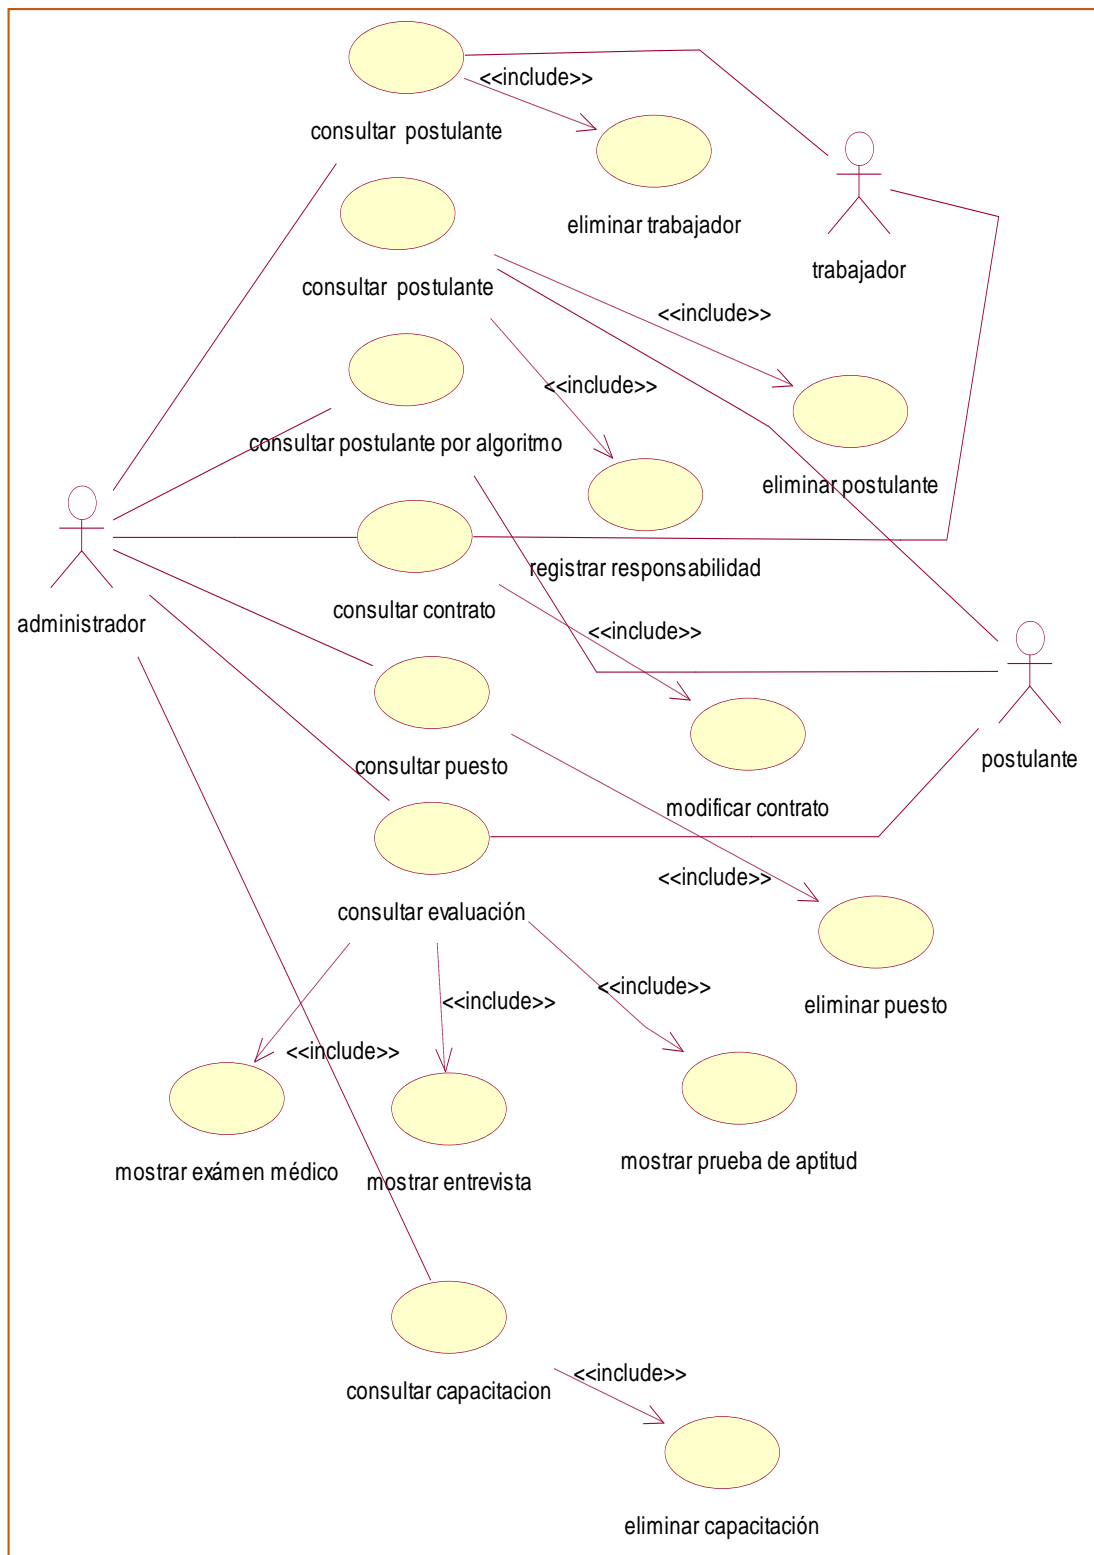 <<include>>
consultar postulante
eliminar trabajador
trabajador
consultar postulante
<<include>>
<<include>>
consultar postulante por algoritmo
eliminar postulante
registrar responsabilidad
consultar contrato
administrador
<<include>>
postulante
consultar puesto
modificar contrato
<<include>>
consultar evaluación
<<include>>
<<include>>
eliminar puesto
<<include>>
mostrar exámen médico
mostrar entrevista
mostrar prueba de aptitud
<<include>>
consultar capacitacion
eliminar capacitación